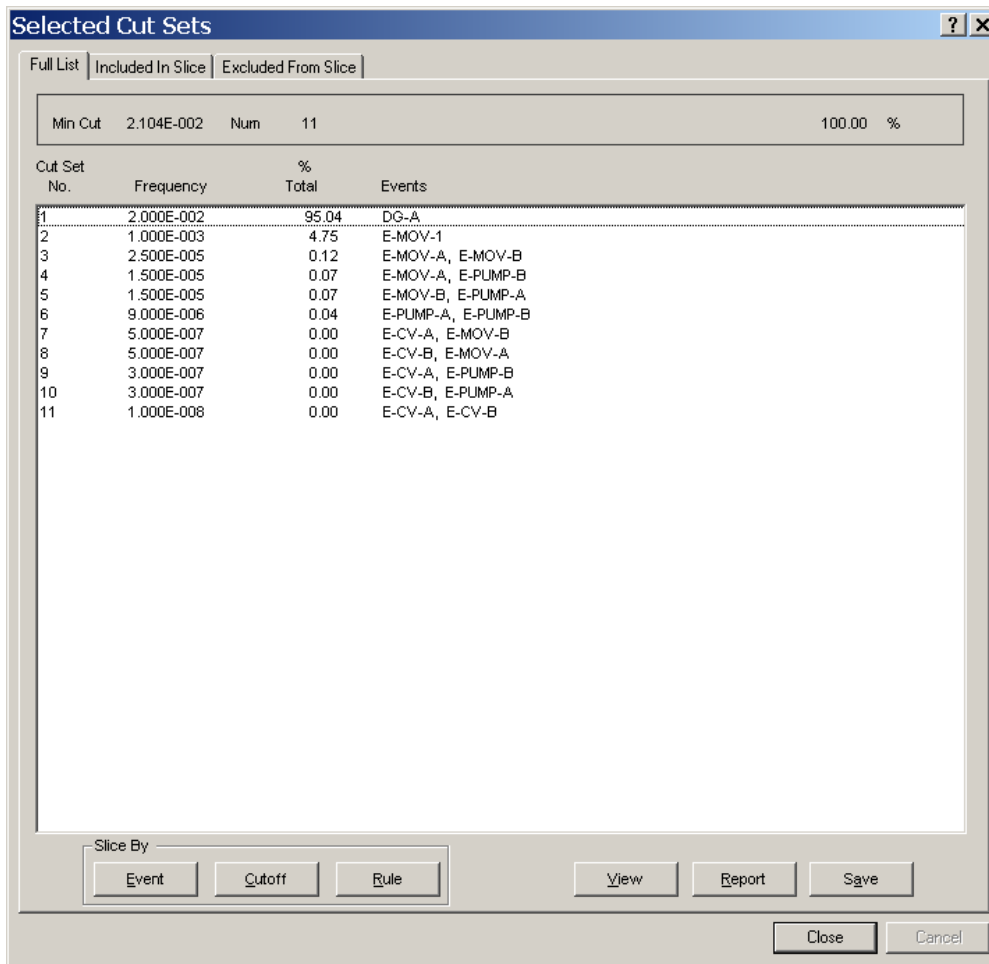 Selected Cut Sets ? X
Full List Included In Slice Excluded From Slice
Min Cut 2.104E-002 Num 11 100.00 %
Cut Set %
No. Frequency Total Events
1 2.000E-002 95.04 DG-A
2 1.000E-003 4.75 E-MOV-1
3 2.500E-005 0.12 E-MOV-A, E-MOV-B
4 1.500E-005 0.07 E-MOV-A, E-PUMP-B
5 1.500E-005 0.07 E-MOV-B, E-PUMP-A
6 9.000E-006 0.04 E-PUMP-A, E-PUMP-B
7 5.000E-007 0.00 E-CV-A, E-MOV-B
8 5.000E-007 0.00 E-CV-B, E-MOV-A
9 3.000E-007 0.00 E-CV-A, E-PUMP-B
10 3.000E-007 0.00 E-CV-B, E-PUMP-A
11 1.000E-008 0.00 E-CV-A, E-CV-B
Slice By
Event Cutoff Rule View Report Save
Close Cancel